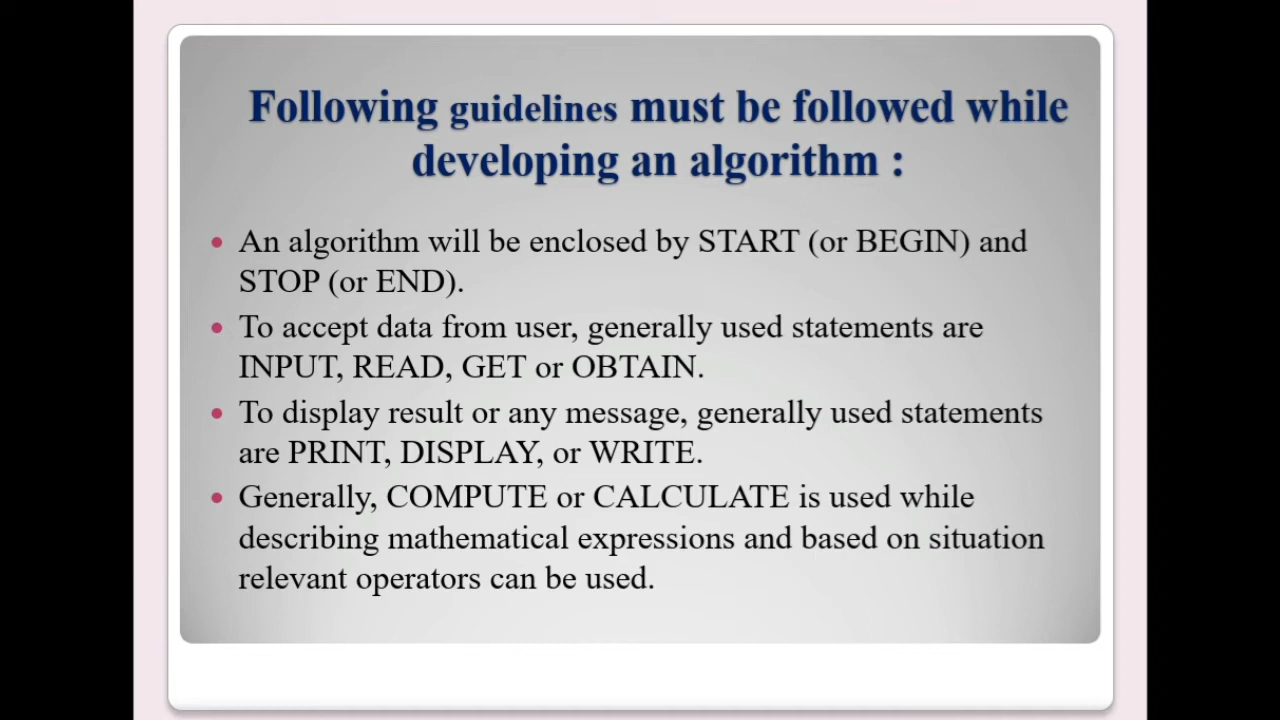 Following guidelines must be followed while
developing an algorithm :
• An algorithm will be enclosed by START (or BEGIN) and
STOP (or END).
• To accept data from user, generally used statements are
INPUT, READ, GET or OBTAIN.
• To display result or any message, generally used statements
are PRINT, DISPLAY, or WRITE.
• Generally, COMPUTE or CALCULATE is used while
describing mathematical expressions and based on situation
relevant operators can be used.